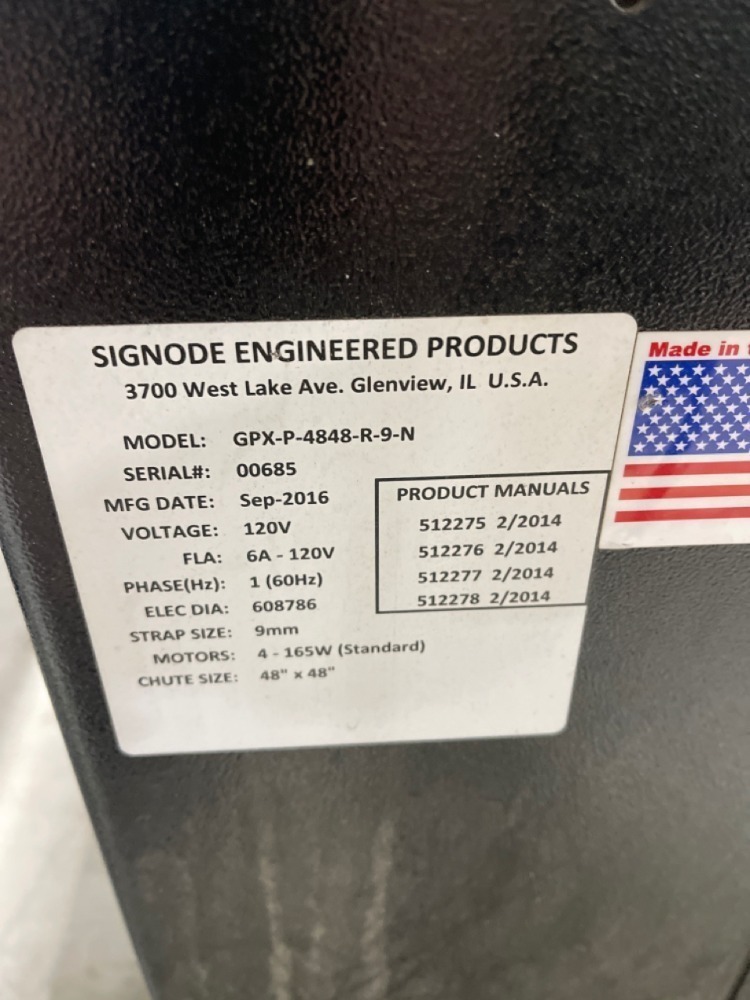 SIGNODE ENGINEERED PRODUCTS
3700 West Lake Ave. Glenview, IL U.S.A.
MODEL: GPX-P-4848-R-9-N
SERIAL#: 00685
MFG DATE: Sep-2016
VOLTAGE: 120V
FLA: 6A - 120V
PHASE(Hz): 1 (60Hz)
ELEC DIA: 608786
STRAP SIZE: 9mm
MOTORS: 4 - 165W (Standard)
CHUTE SIZE: 48" x 48"
PRODUCT MANUALS
512275 2/2014
512276 2/2014
512277 2/2014
512278 2/2014
Made in